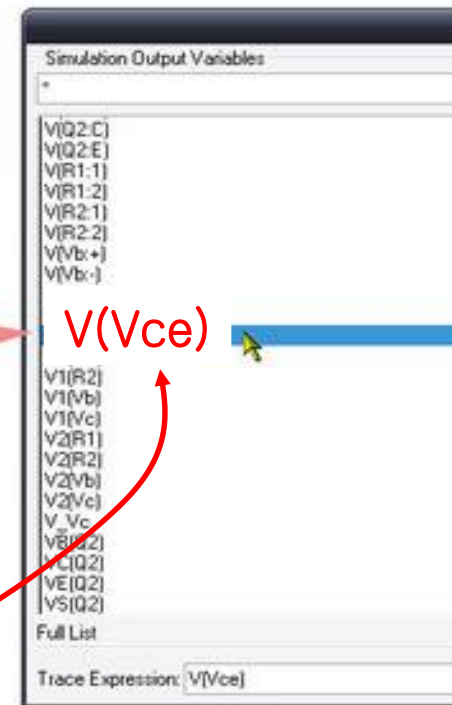 Simulation Output Variables
*
V(Q2:C)
V(Q2:E)
V(R1:1)
V(R1:2)
V(R2:1)
V(R2:2)
V(Vb:+)
V(Vb:-)
V(Vce)
V1(R2)
V1(Vb)
V1(Vc)
V2(R1)
V2(R2)
V2(Vb)
V2(Vc)
V_Vc
VB(Q2)
VC(Q2)
VE(Q2)
VS(Q2)
Full List
Trace Expression: V(Vce)